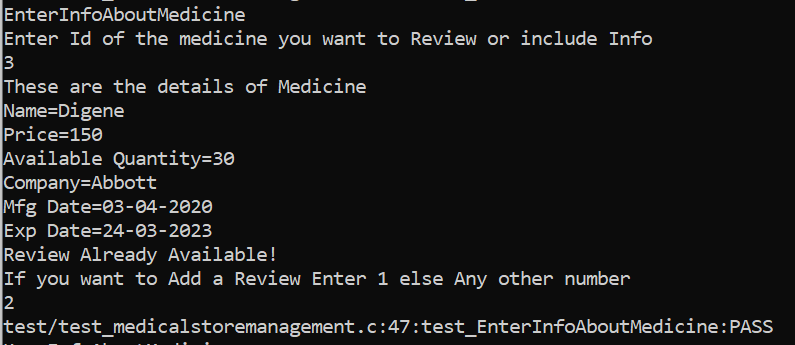 EnterInfoAboutMedicine
Enter Id of the medicine you want to Review or include Info
3
These are the details of Medicine
Name=Digene
Price=150
Available Quantity=30
Company=Abbott
Mfg Date=03-04-2020
Exp Date=24-03-2023
Review Already Available!
If you want to Add a Review Enter 1 else Any other number
2
test/test_medicalstoremanagement.c:47:test_EnterInfoAboutMedicine:PASS